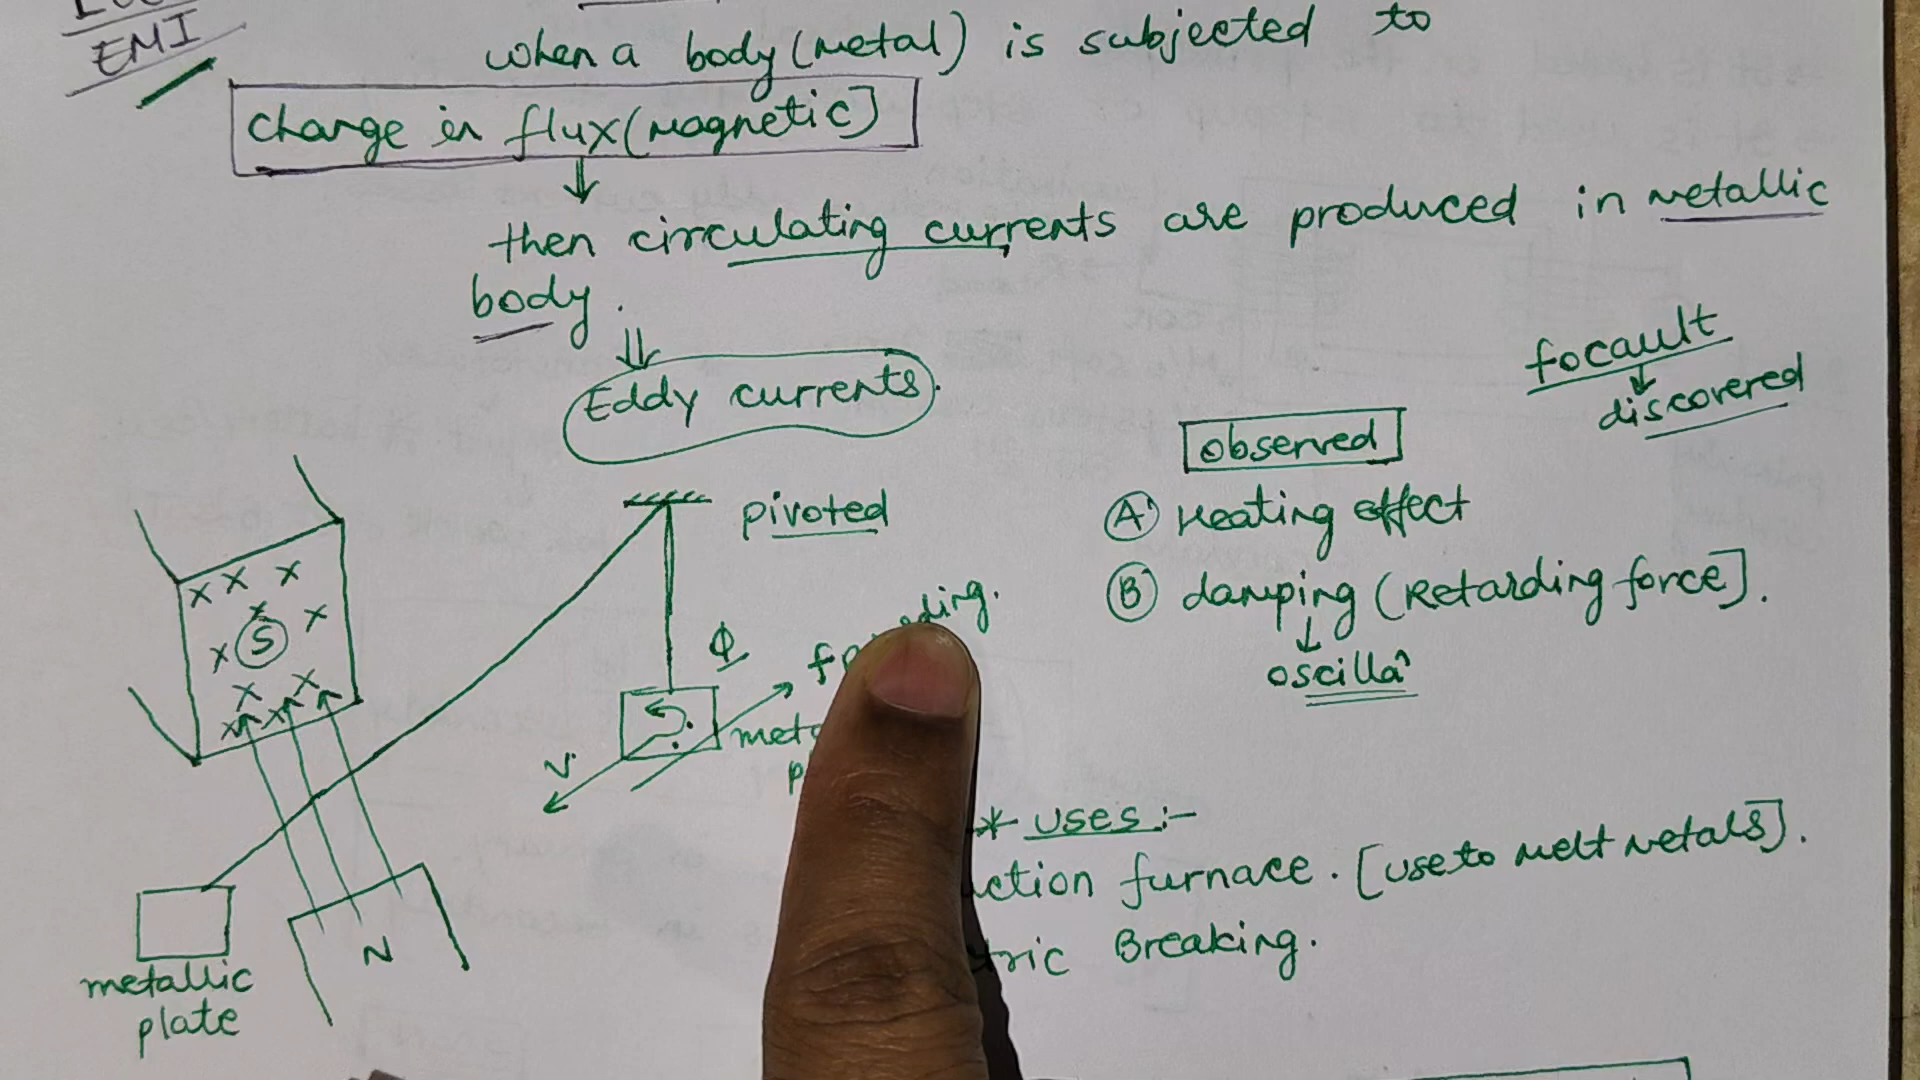 EMI
when a body (metal) is subjected to
change in flux (magnetic]
then circulating currents are produced in metallic
body.
Eddy currents.
focault
discovered
observed
A Heating effect
B damping (Retarding force].
oscillaⁿ
pivoted
ϕ
v
S
N
metallic
plate
* uses :-
furnace. [use to melt metals].
Breaking.